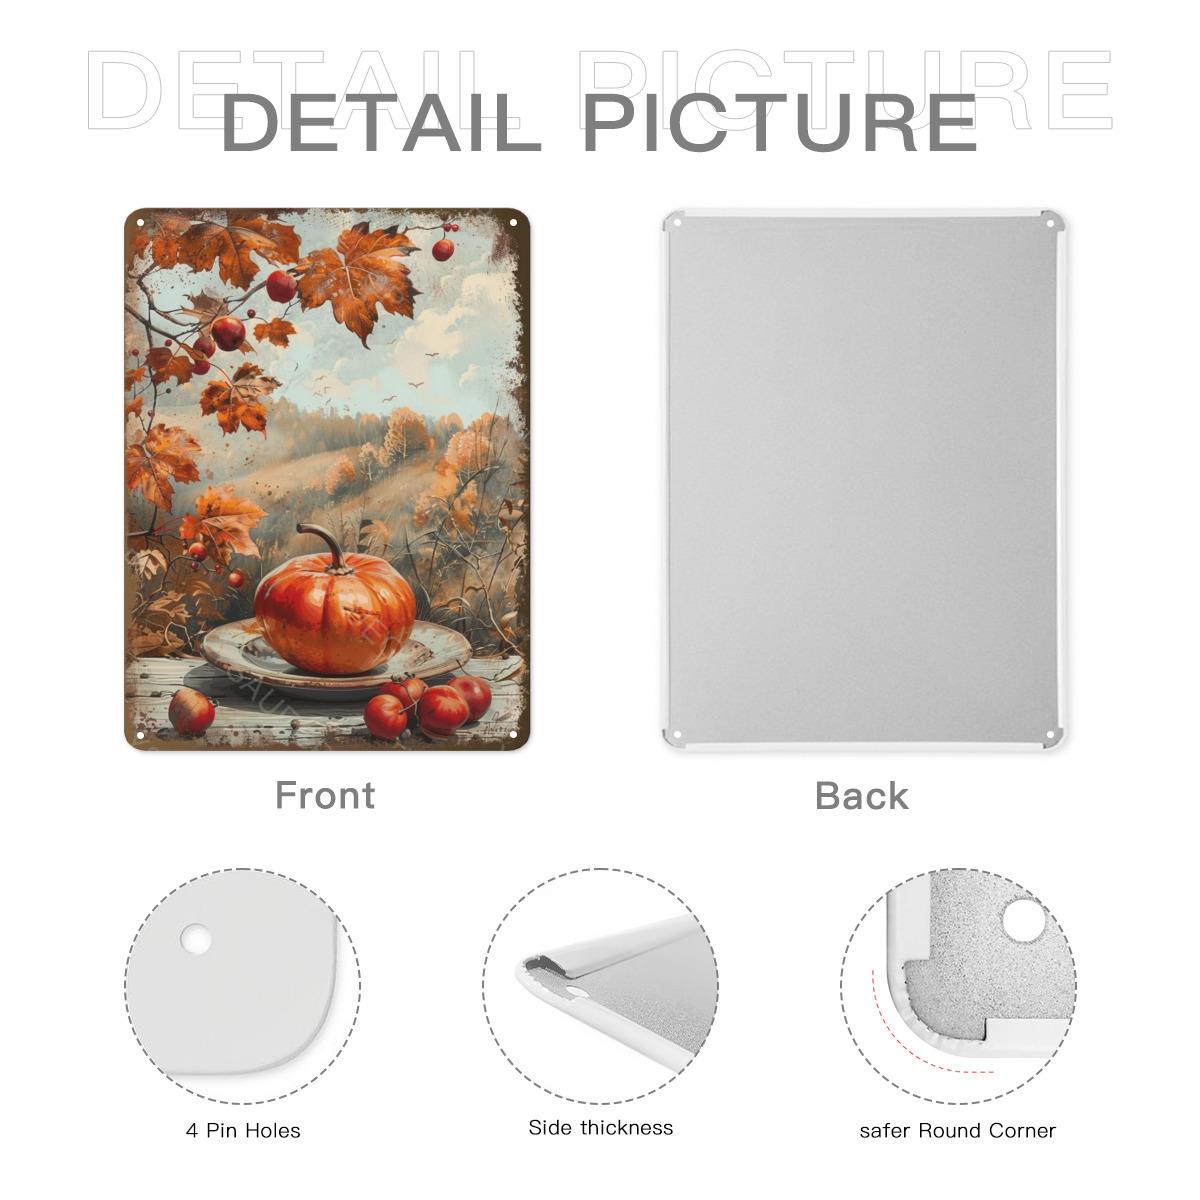 DETAIL PICTURE
DETAIL PICTURE
Front
Back
4 Pin Holes
Side thickness
safer Round Corner